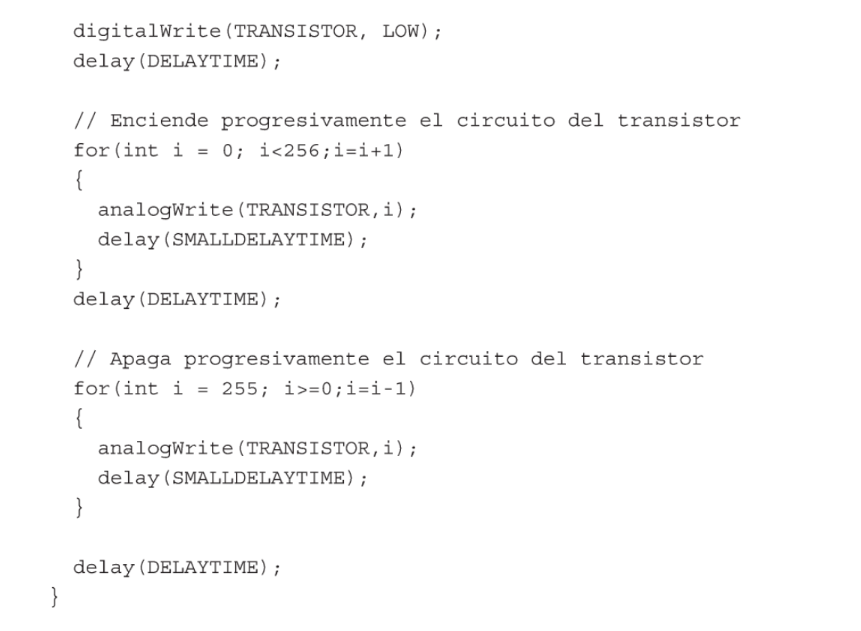 digitalWrite(TRANSISTOR, LOW);
delay(DELAYTIME);
// Enciende progresivamente el circuito del transistor
for(int i = 0; i<256;i=i+1)
{
analogWrite(TRANSISTOR,i);
delay(SMALLDELAYTIME);
}
delay(DELAYTIME);
// Apaga progresivamente el circuito del transistor
for(int i = 255; i>=0;i=i-1)
{
analogWrite(TRANSISTOR,i);
delay(SMALLDELAYTIME);
}
delay(DELAYTIME);
}